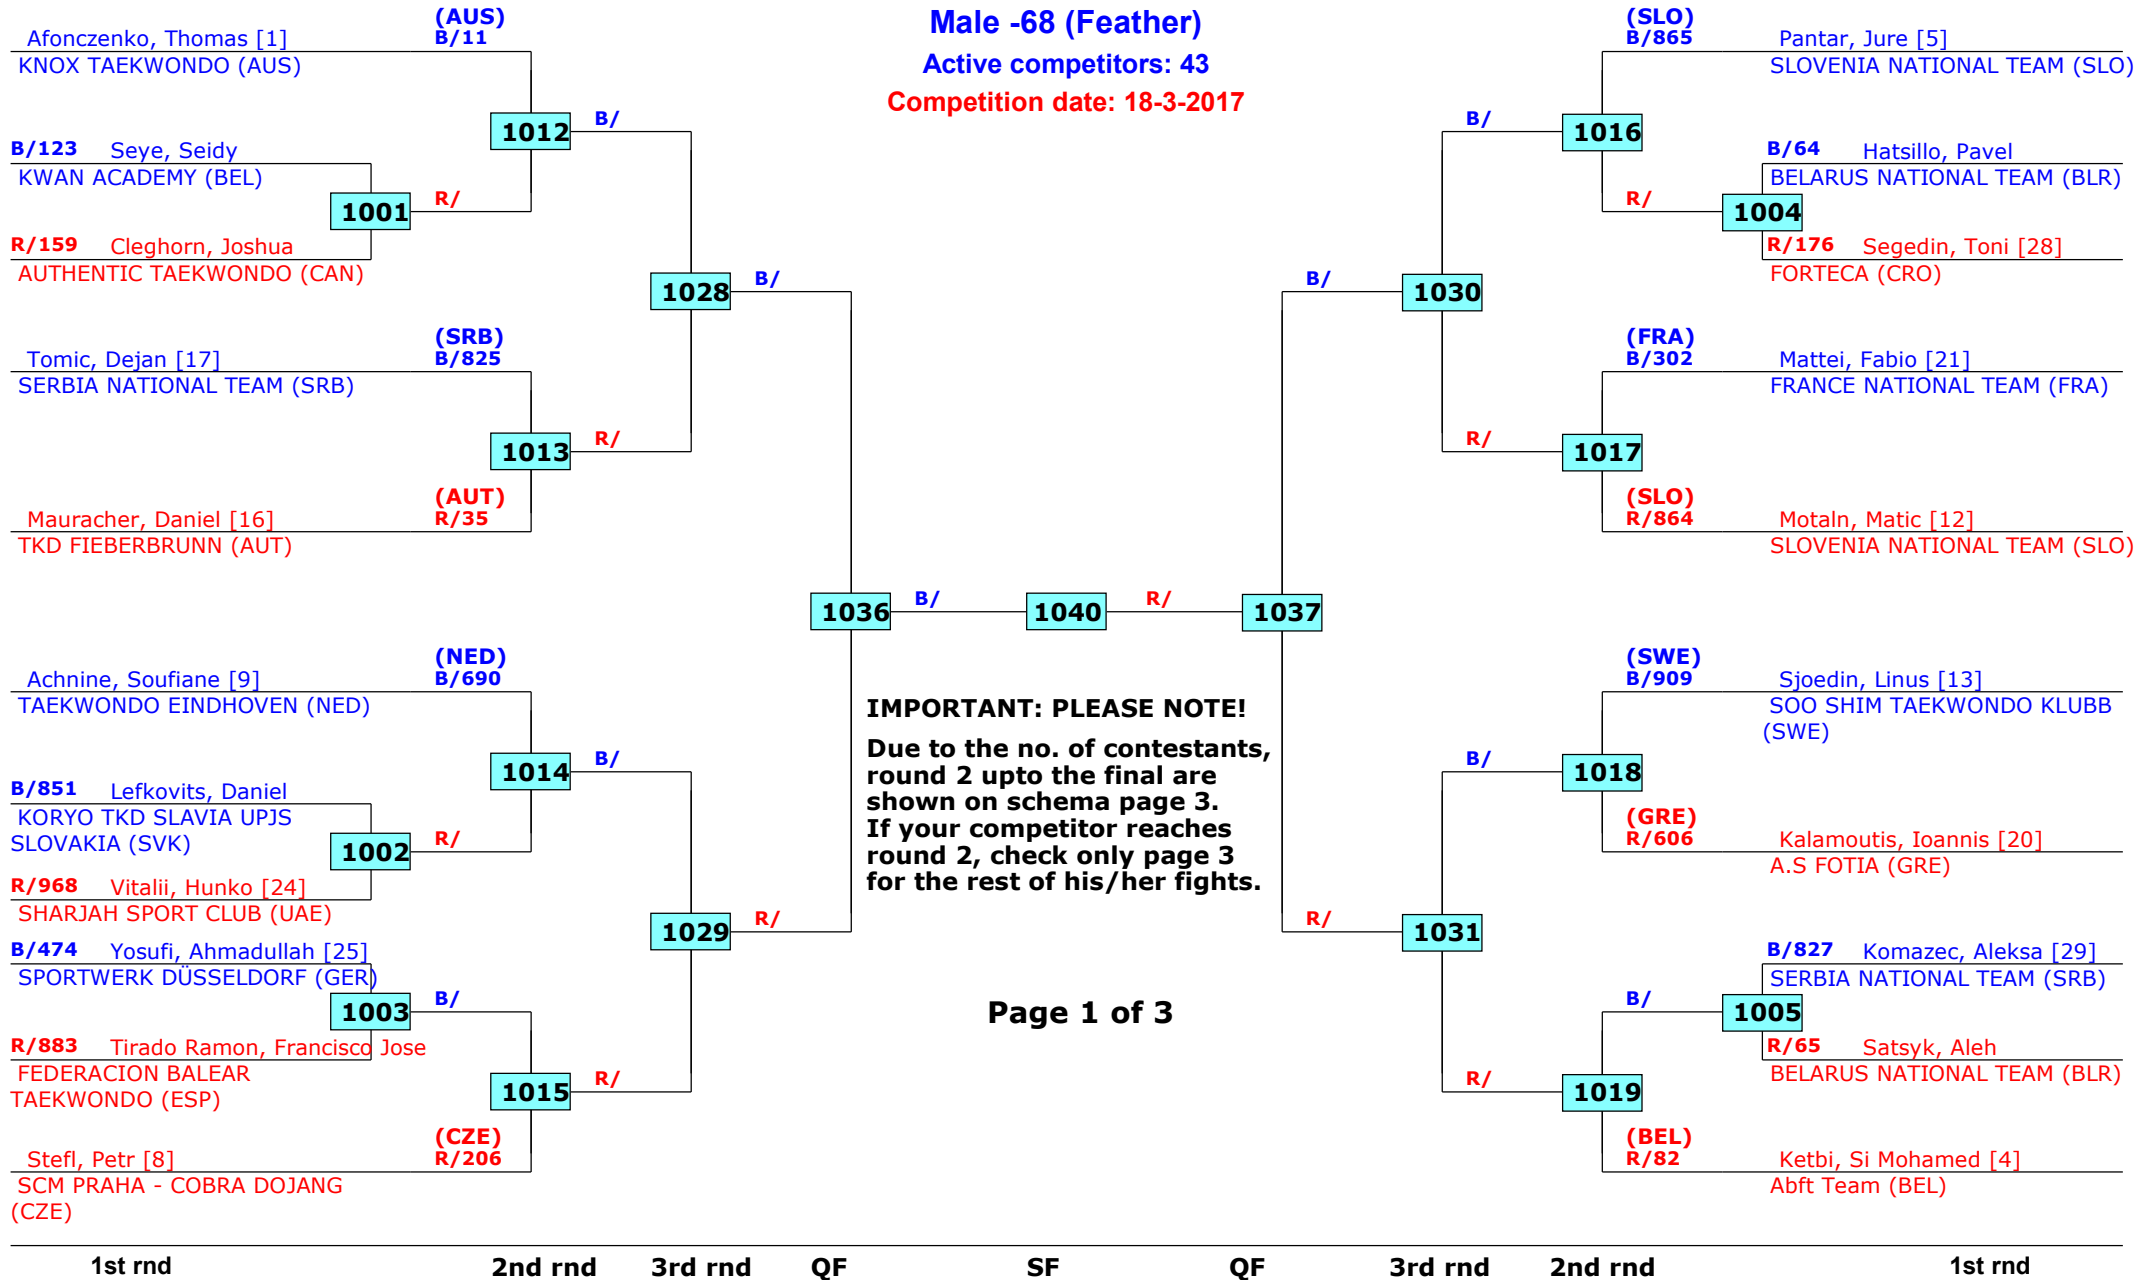 Male -68 (Feather)
Active competitors: 43
Competition date: 18-3-2017
(AUS)
Afonczenko, Thomas [1] B/11
KNOX TAEKWONDO (AUS)
1012 B/
B/123 Seye, Seidy
KWAN ACADEMY (BEL)
1001 R/
R/159 Cleghorn, Joshua
AUTHENTIC TAEKWONDO (CAN)
1028 B/
(SRB)
Tomic, Dejan [17] B/825
SERBIA NATIONAL TEAM (SRB)
1013 R/
(AUT)
Mauracher, Daniel [16] R/35
TKD FIEBERBRUNN (AUT)
1036 B/ 1040 R/ 1037
(NED)
Achnine, Soufiane [9] B/690
TAEKWONDO EINDHOVEN (NED)
1014 B/
B/851 Lefkovits, Daniel
KORYO TKD SLAVIA UPJS
SLOVAKIA (SVK)
1002 R/
R/968 Vitalii, Hunko [24]
SHARJAH SPORT CLUB (UAE)
1029 R/
B/474 Yosufi, Ahmadullah [25]
SPORTWERK DÜSSELDORF (GER)
1003 B/
R/883 Tirado Ramon, Francisco Jose
FEDERACION BALEAR
TAEKWONDO (ESP)
1015 R/
(CZE)
Stefl, Petr [8] R/206
SCM PRAHA - COBRA DOJANG
(CZE)
IMPORTANT: PLEASE NOTE!
Due to the no. of contestants,
round 2 upto the final are
shown on schema page 3.
If your competitor reaches
round 2, check only page 3
for the rest of his/her fights.
Page 1 of 3
(SLO)
B/865 Pantar, Jure [5]
SLOVENIA NATIONAL TEAM (SLO)
B/ 1016
B/64 Hatsillo, Pavel
BELARUS NATIONAL TEAM (BLR)
R/ 1004
R/176 Segedin, Toni [28]
FORTECA (CRO)
B/ 1030
(FRA)
B/302 Mattei, Fabio [21]
FRANCE NATIONAL TEAM (FRA)
R/ 1017
(SLO)
R/864 Motaln, Matic [12]
SLOVENIA NATIONAL TEAM (SLO)
(SWE)
B/909 Sjoedin, Linus [13]
SOO SHIM TAEKWONDO KLUBB
(SWE)
B/ 1018
(GRE)
R/606 Kalamoutis, Ioannis [20]
A.S FOTIA (GRE)
R/ 1031
B/827 Komazec, Aleksa [29]
SERBIA NATIONAL TEAM (SRB)
B/ 1005
R/65 Satsyk, Aleh
BELARUS NATIONAL TEAM (BLR)
R/ 1019
(BEL)
R/82 Ketbi, Si Mohamed [4]
Abft Team (BEL)
1st rnd 2nd rnd 3rd rnd QF SF QF 3rd rnd 2nd rnd 1st rnd